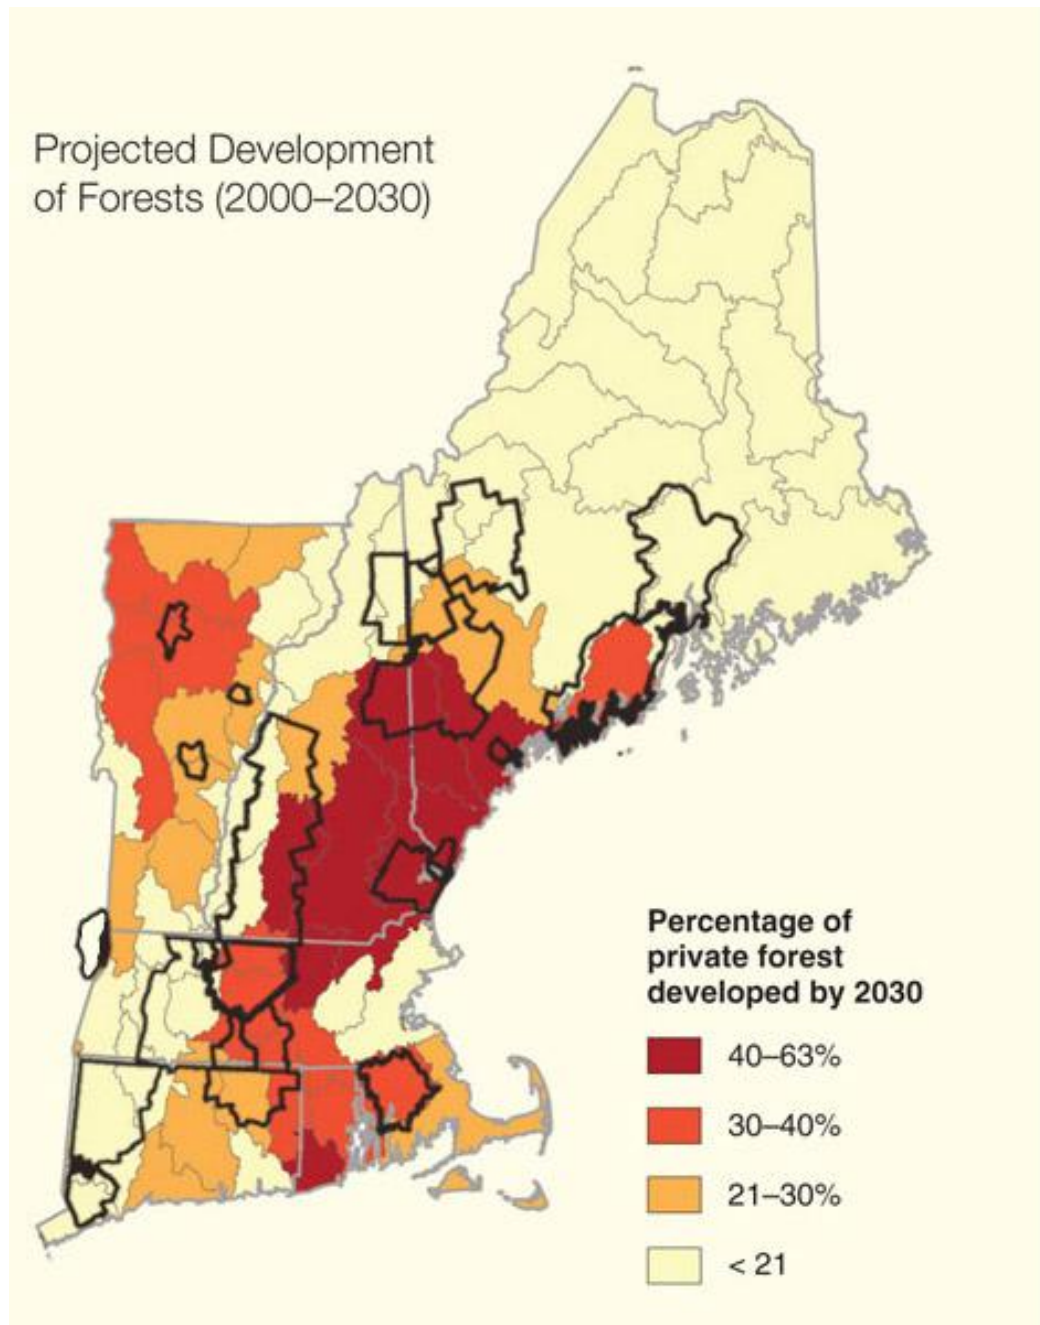 Projected Development
of Forests (2000–2030)
Percentage of
private forest
developed by 2030
40–63%
30–40%
21–30%
< 21